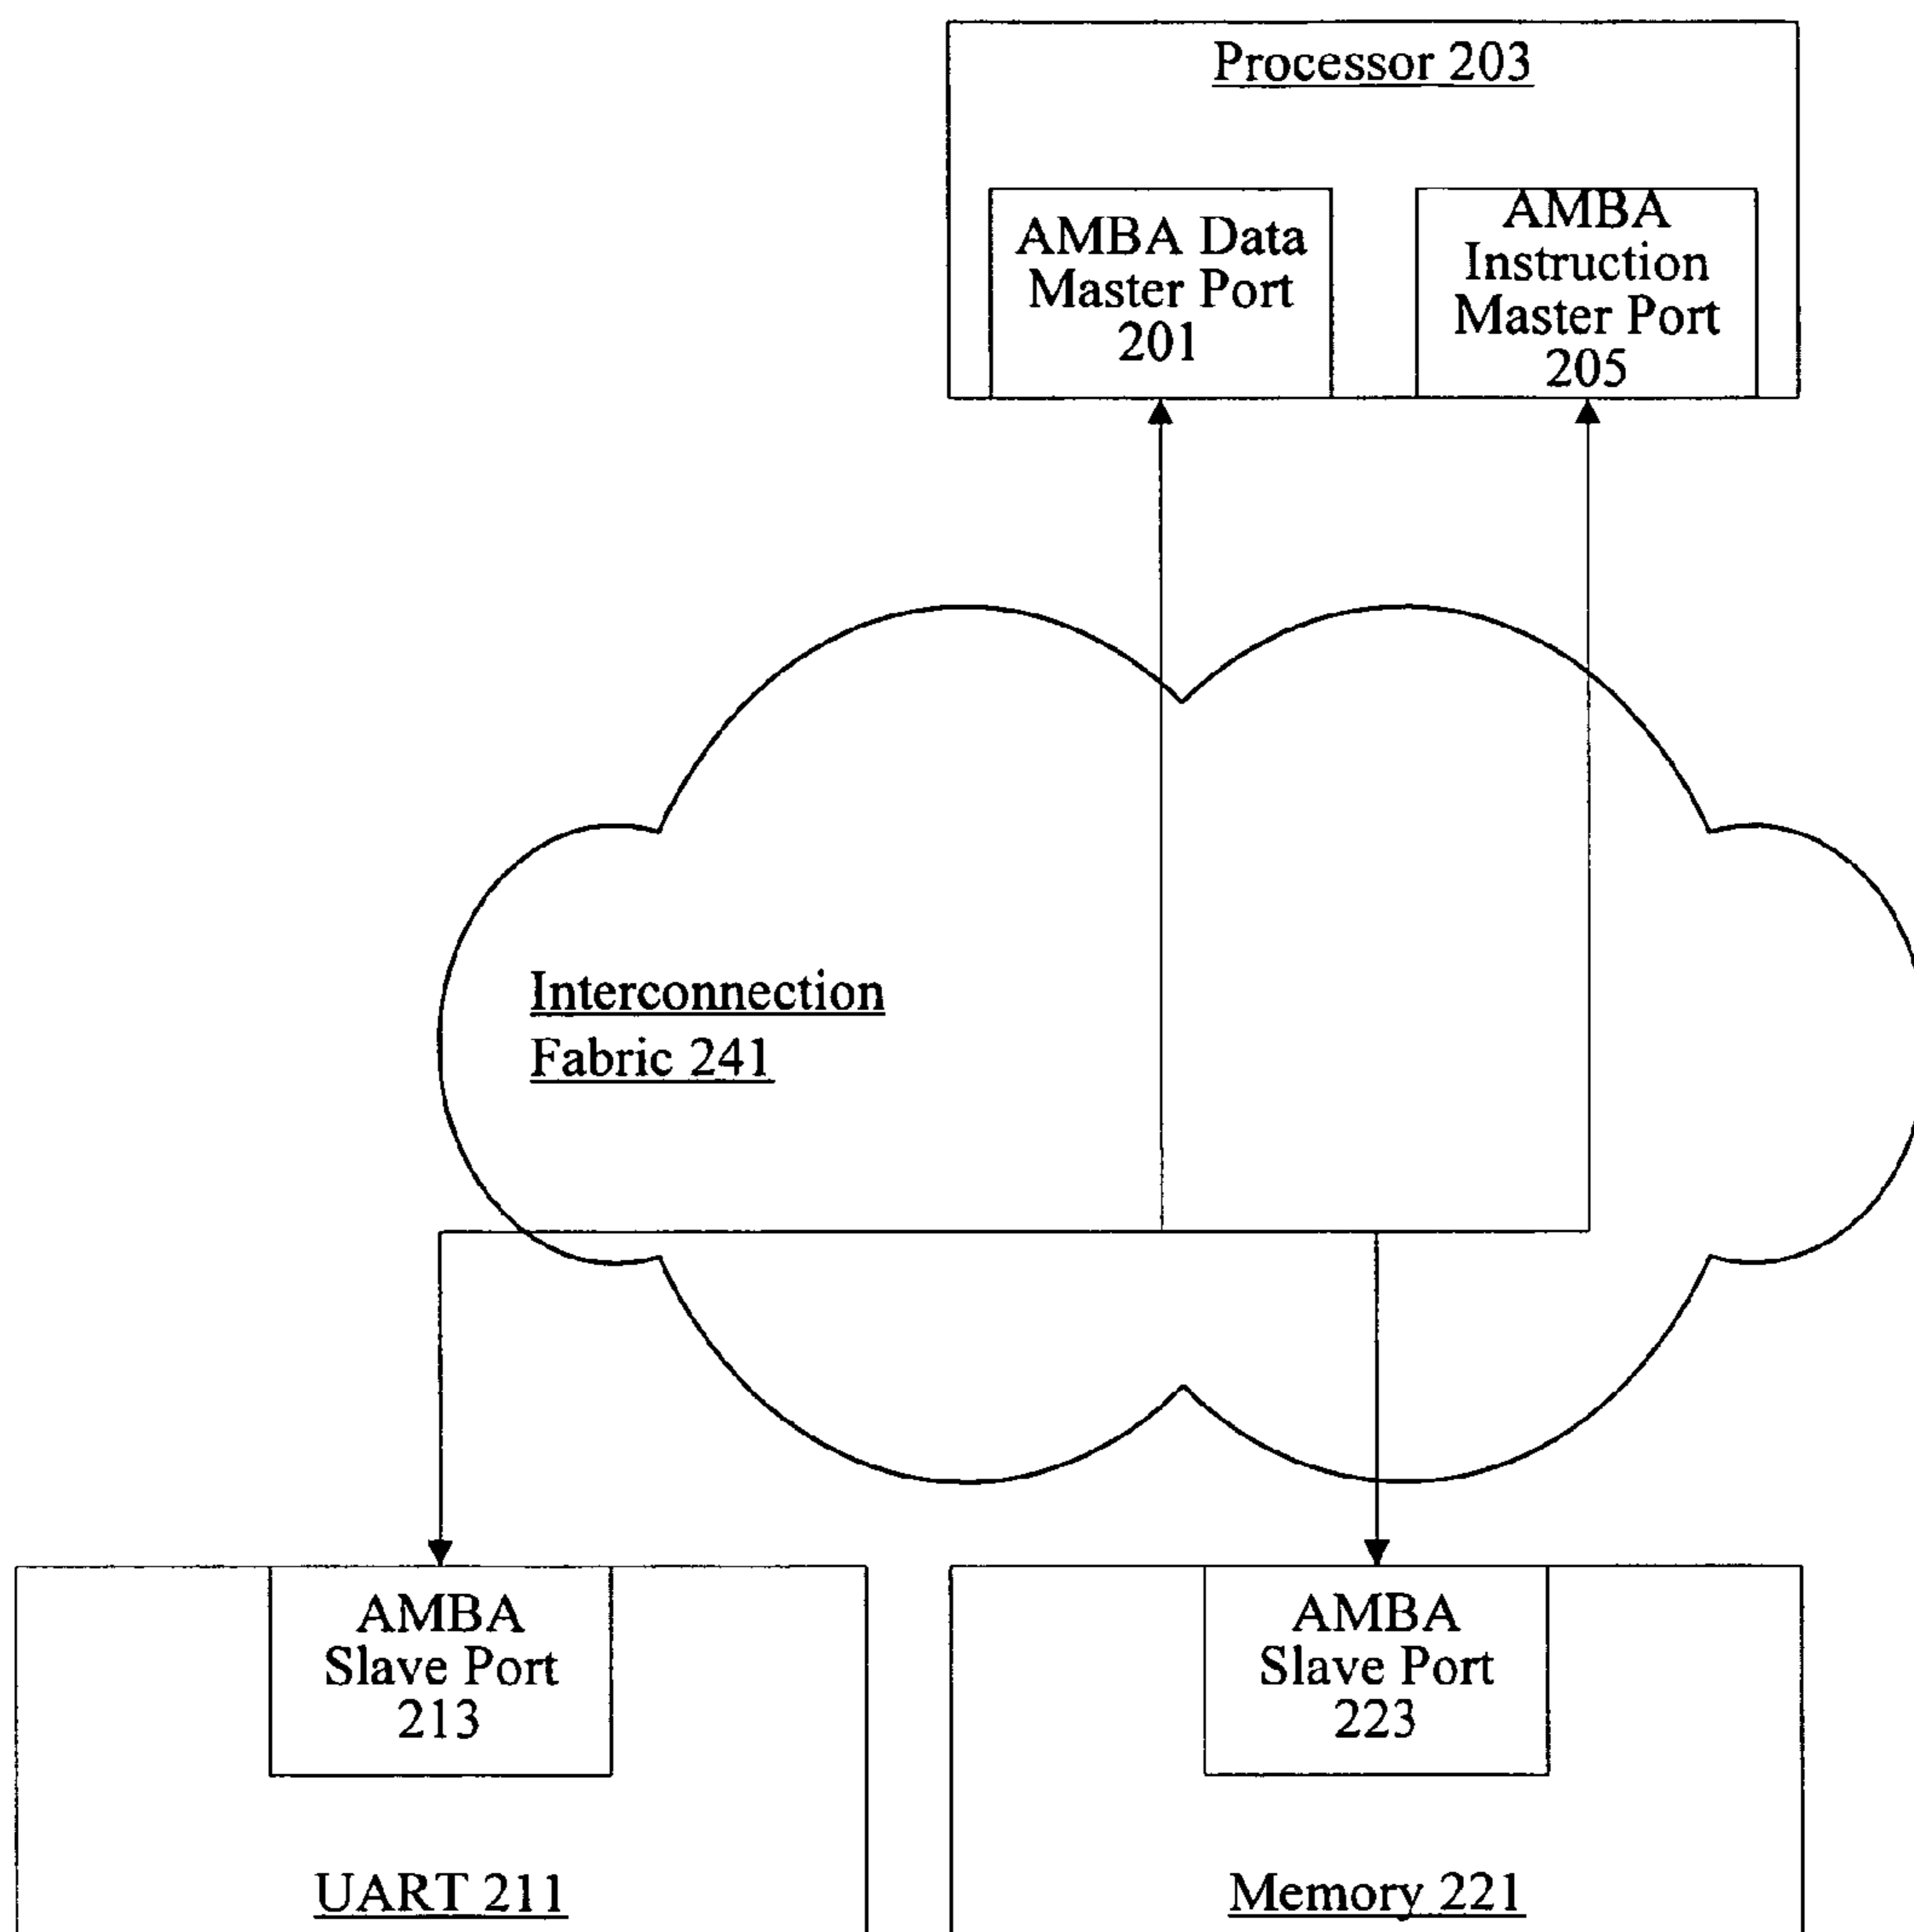 Processor 203
AMBA Data
Master Port
201
AMBA
Instruction
Master Port
205
Interconnection
Fabric 241
AMBA
Slave Port
213
UART 211
AMBA
Slave Port
223
Memory 221